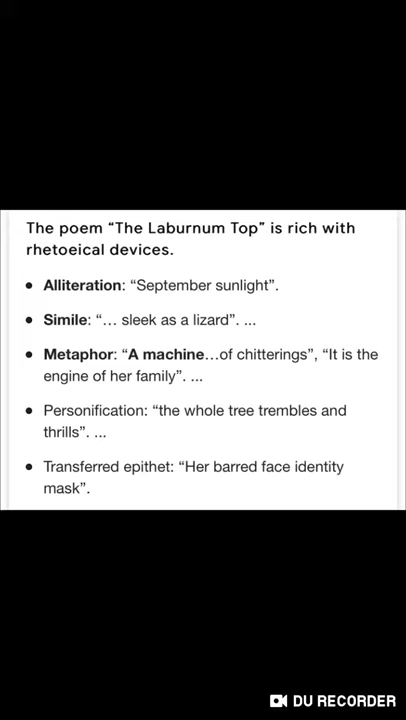 The poem “The Laburnum Top” is rich with
rhetoeical devices.
• Alliteration: “September sunlight”.
• Simile: “… sleek as a lizard”. ...
• Metaphor: “A machine…of chitterings”, “It is the
engine of her family”. ...
• Personification: “the whole tree trembles and
thrills”. ...
• Transferred epithet: “Her barred face identity
mask”.
DU RECORDER